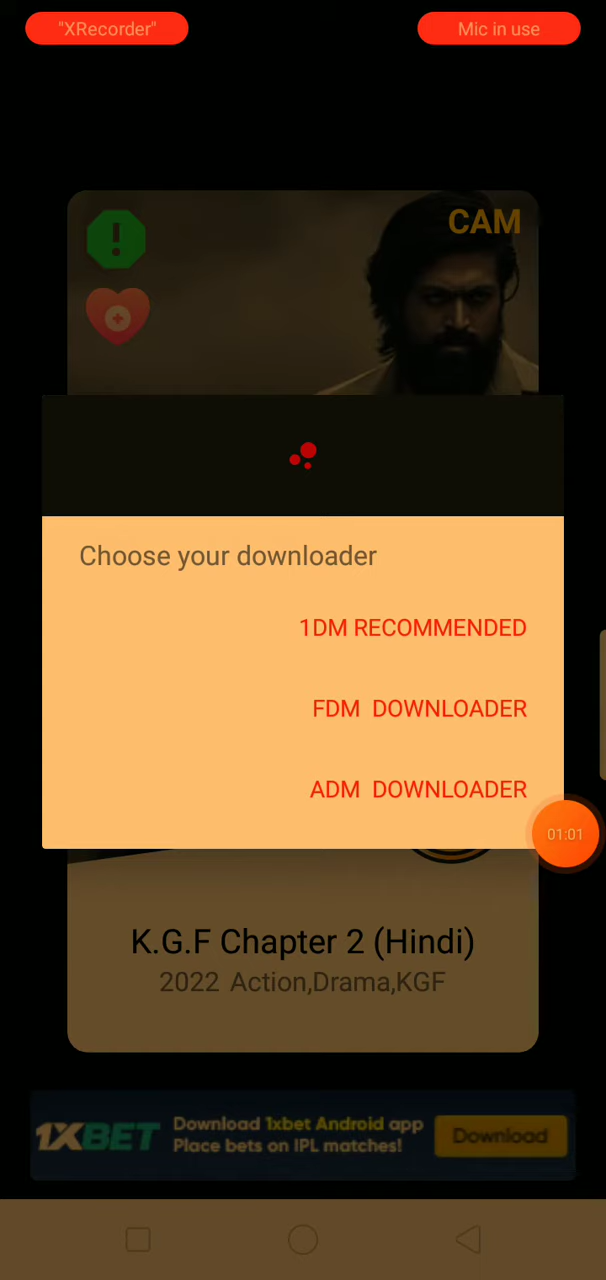 "XRecorder"
Mic in use
CAM
Choose your downloader
1DM RECOMMENDED
FDM DOWNLOADER
ADM DOWNLOADER
01:01
K.G.F Chapter 2 (Hindi)
2022 Action,Drama,KGF
1XBET
Download 1xbet Android app
Place bets on IPL matches!
Download